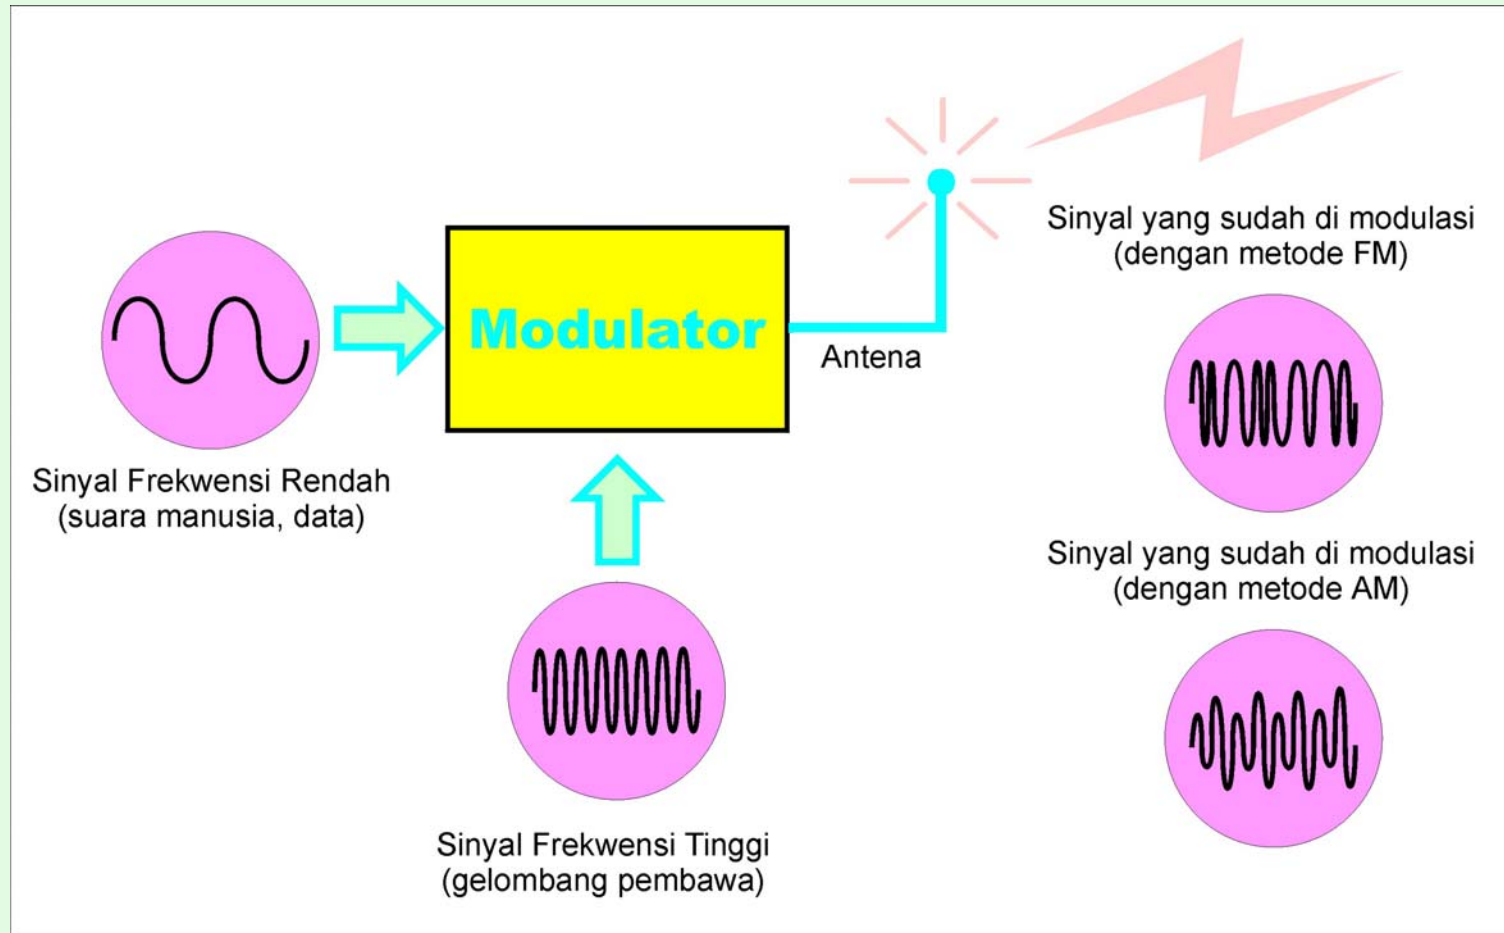 Sinyal yang sudah di modulasi
(dengan metode FM)
Modulator
Antena
Sinyal Frekwensi Rendah
(suara manusia, data)
Sinyal yang sudah di modulasi
(dengan metode AM)
Sinyal Frekwensi Tinggi
(gelombang pembawa)